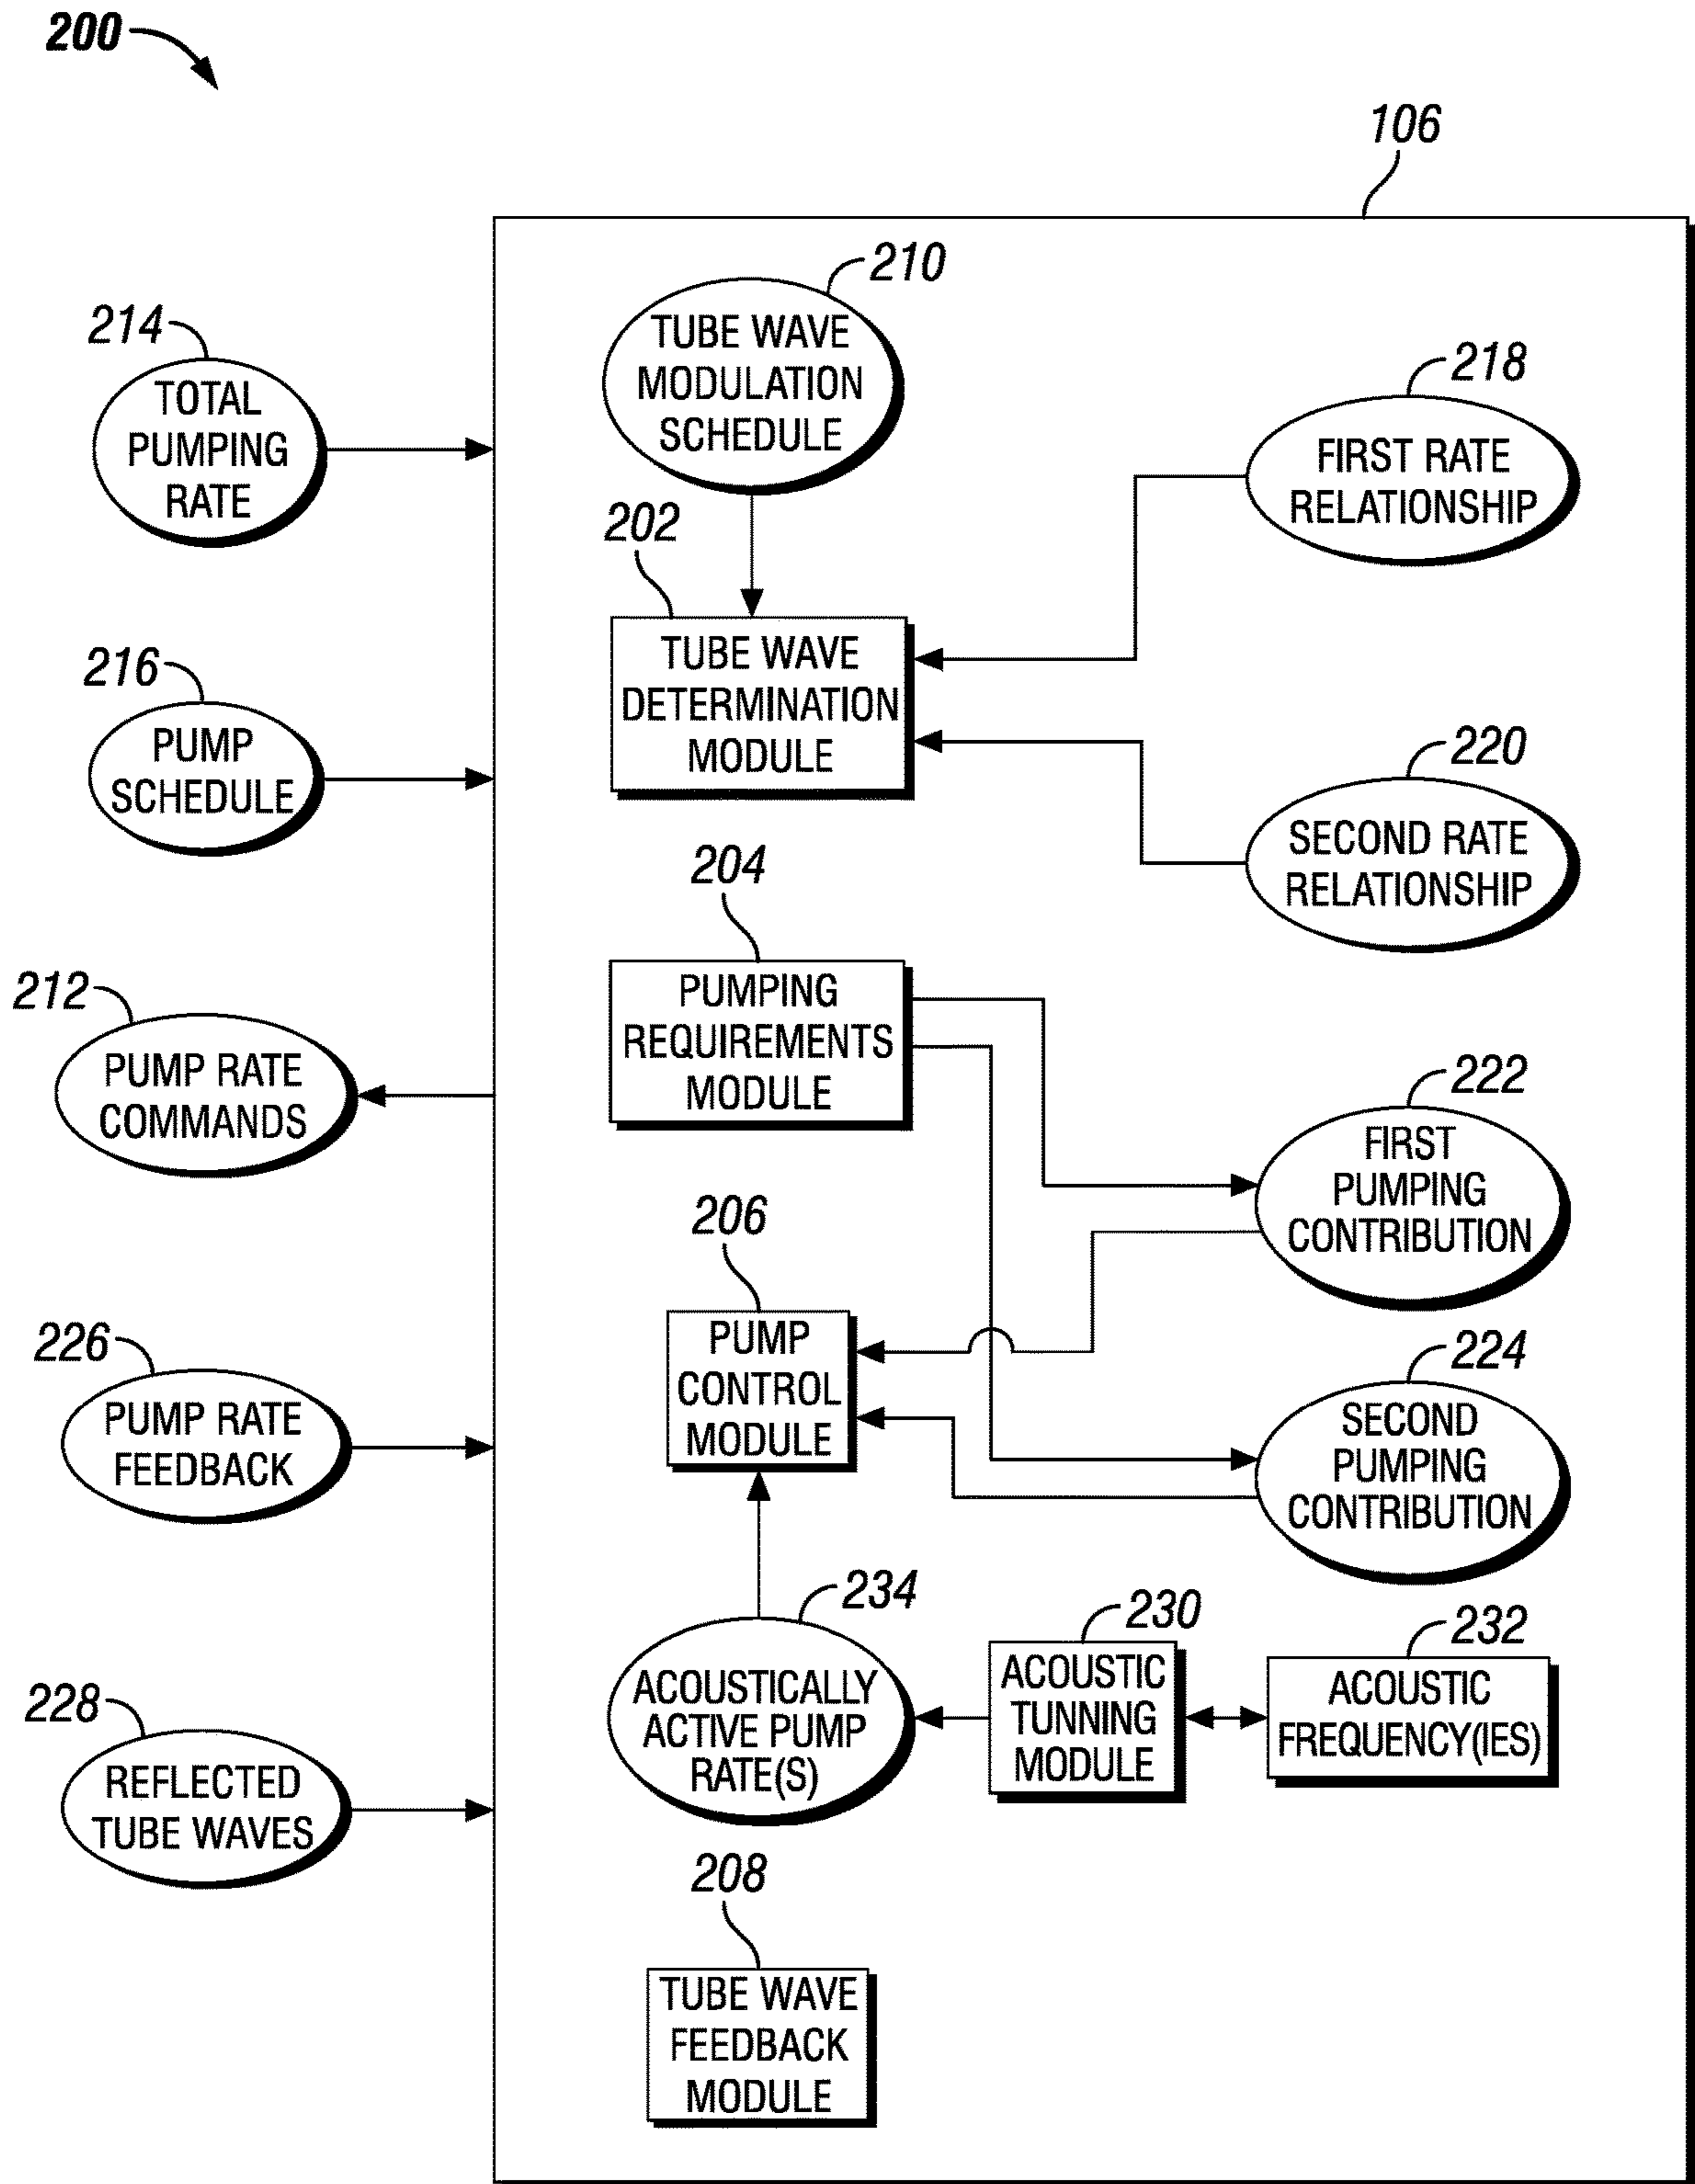 200
106
210
TUBE WAVE
MODULATION
SCHEDULE
214
TOTAL
PUMPING
RATE
218
FIRST RATE
RELATIONSHIP
202
TUBE WAVE
DETERMINATION
MODULE
216
PUMP
SCHEDULE
220
SECOND RATE
RELATIONSHIP
204
PUMPING
REQUIREMENTS
MODULE
212
PUMP RATE
COMMANDS
222
FIRST
PUMPING
CONTRIBUTION
206
PUMP
CONTROL
MODULE
226
PUMP RATE
FEEDBACK
224
SECOND
PUMPING
CONTRIBUTION
234
ACOUSTICALLY
ACTIVE PUMP
RATE(S)
230
ACOUSTIC
TUNNING
MODULE
232
ACOUSTIC
FREQUENCY(IES)
228
REFLECTED
TUBE WAVES
208
TUBE WAVE
FEEDBACK
MODULE